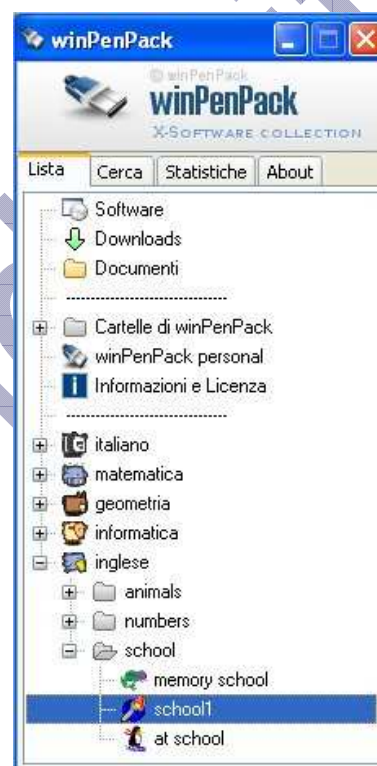 winPenPack
© winPenPack
winPenPack
X-SOFTWARE COLLECTION
Lista Cerca Statistiche About
Software
Downloads
Documenti
--------------------------------
Cartelle di winPenPack
winPenPack personal
Informazioni e Licenza
--------------------------------
italiano
matematica
geometria
informatica
inglese
animals
numbers
school
memory school
school1
at school